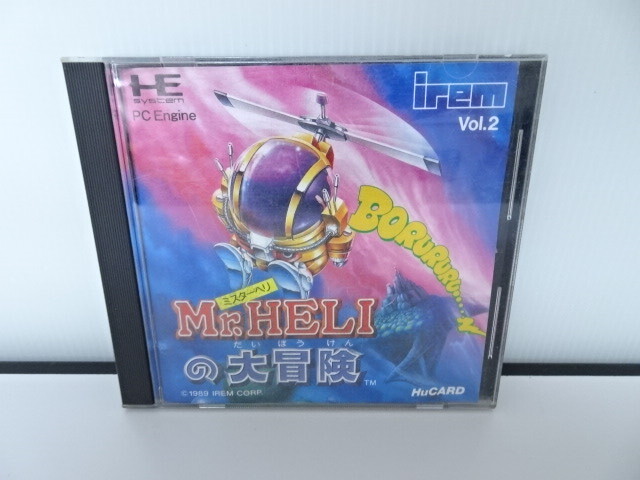 HE
system
PC Engine
irem
Vol.2
BORURURURU...N
ミスターヘリ
Mr.HELI
だいぼうけん
の大冒険
TM
©1989 IREM CORP.
HuCARD